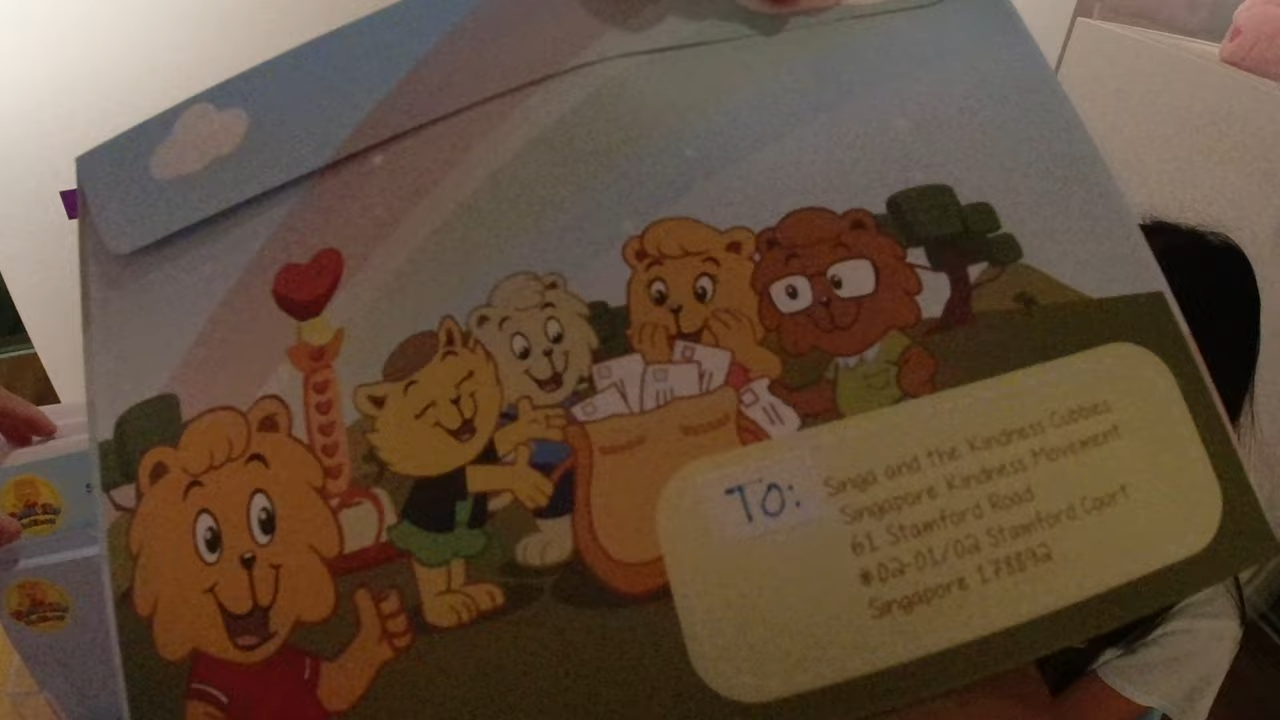 TO:
Singa and the Kindness Cubbies
Singapore Kindness Movement
61 Stamford Road
#02-01/02 Stamford Court
Singapore 178892